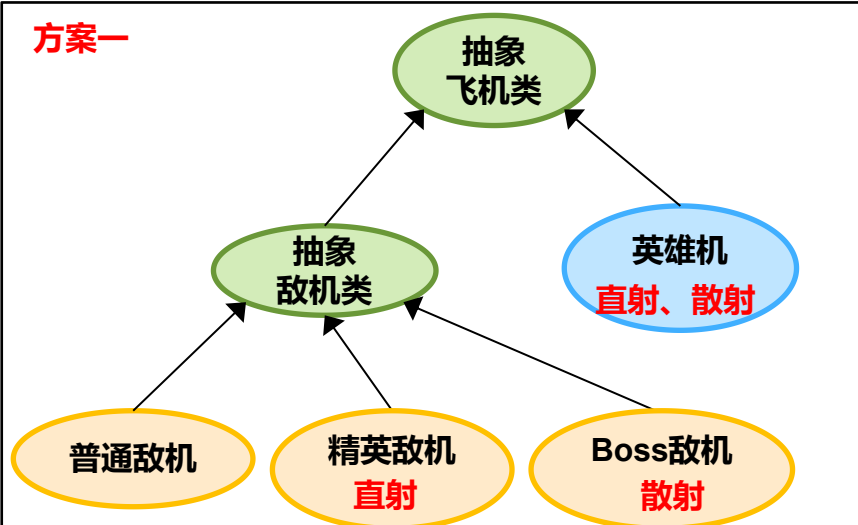 方案一
抽象
飞机类
抽象
敌机类
英雄机
直射、散射
普通敌机
精英敌机
直射
Boss敌机
散射